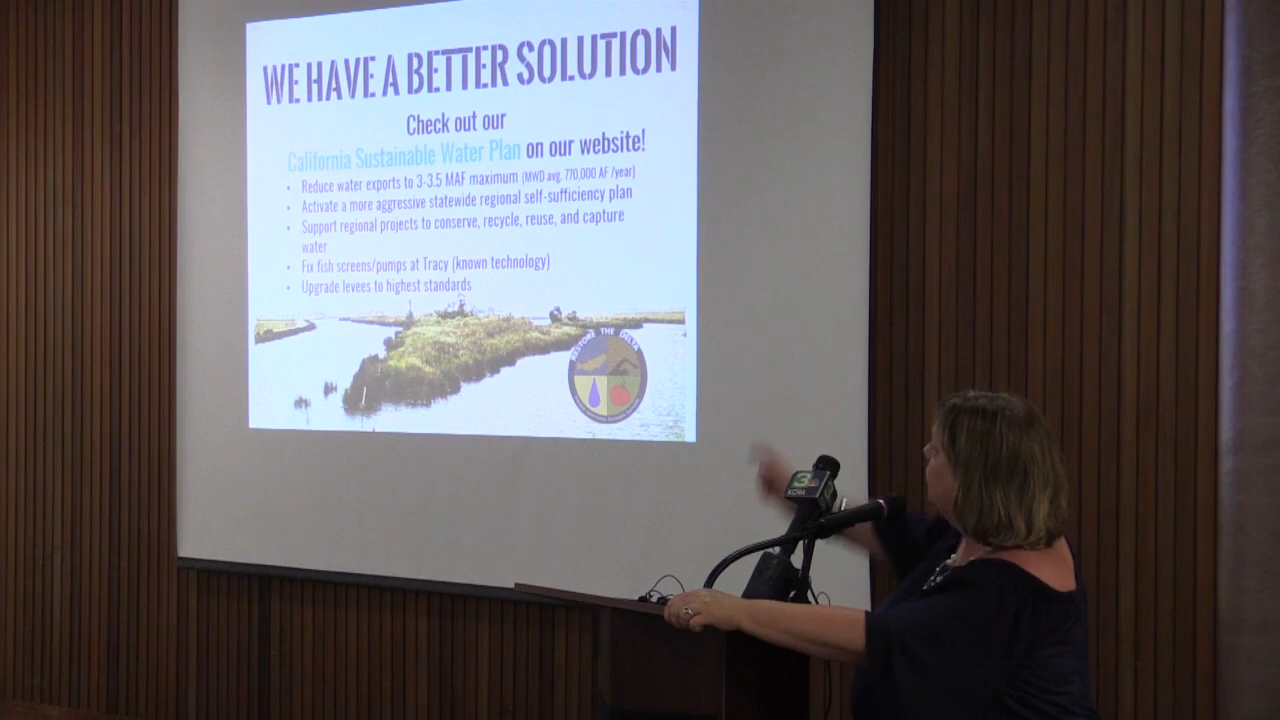 WE HAVE A BETTER SOLUTION
Check out our
California Sustainable Water Plan on our website!
• Reduce water exports to 3-3.5 MAF maximum (MWD avg. 770,000 AF /year)
• Activate a more aggressive statewide regional self-sufficiency plan
• Support regional projects to conserve, recycle, reuse, and capture
water
• Fix fish screens/pumps at Tracy (known technology)
• Upgrade levees to highest standards
RESTORE THE DELTA
3
KCRA